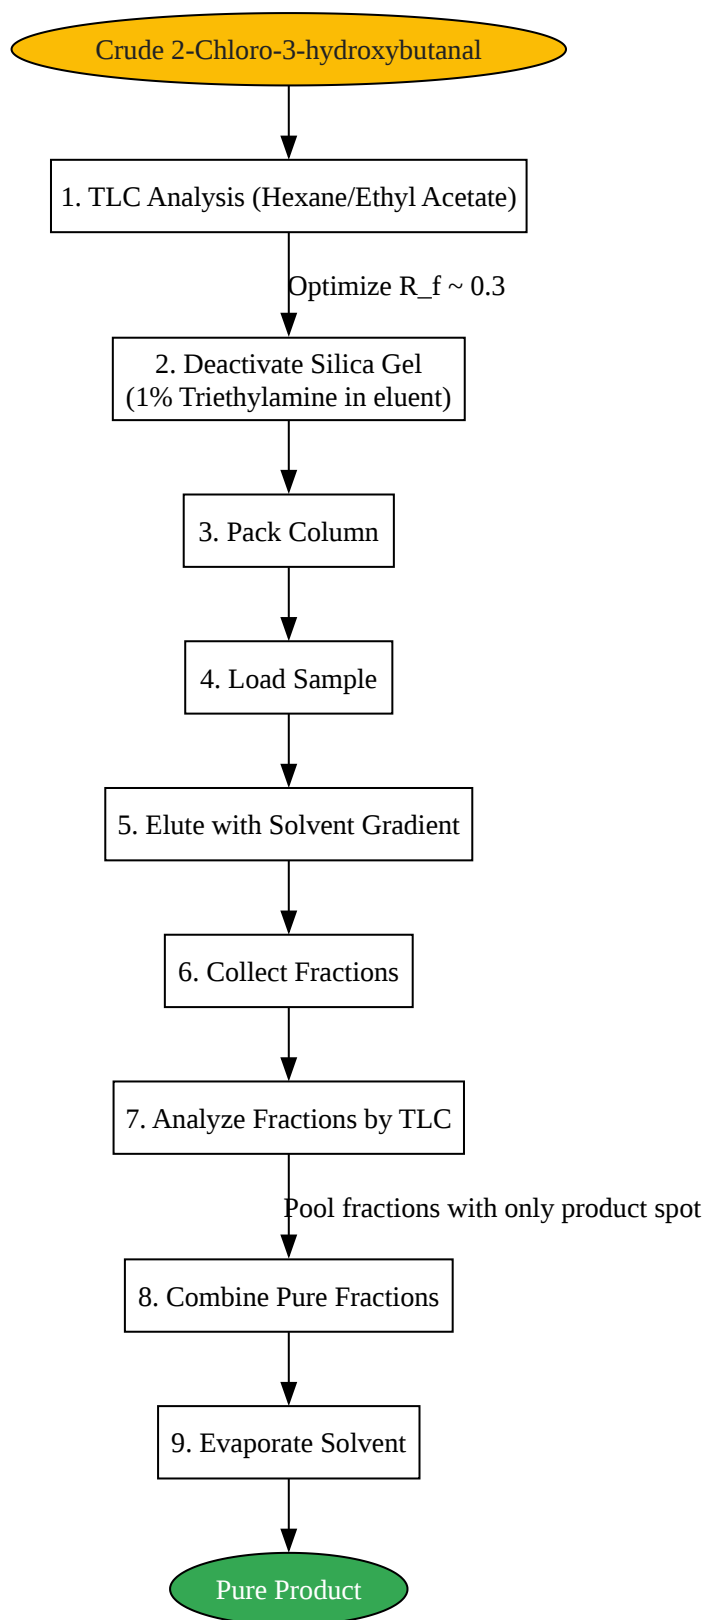 Crude 2-Chloro-3-hydroxybutanal
1. TLC Analysis (Hexane/Ethyl Acetate)
Optimize R_f ~ 0.3
2. Deactivate Silica Gel
(1% Triethylamine in eluent)
3. Pack Column
4. Load Sample
5. Elute with Solvent Gradient
6. Collect Fractions
7. Analyze Fractions by TLC
Pool fractions with only product spot
8. Combine Pure Fractions
9. Evaporate Solvent
Pure Product